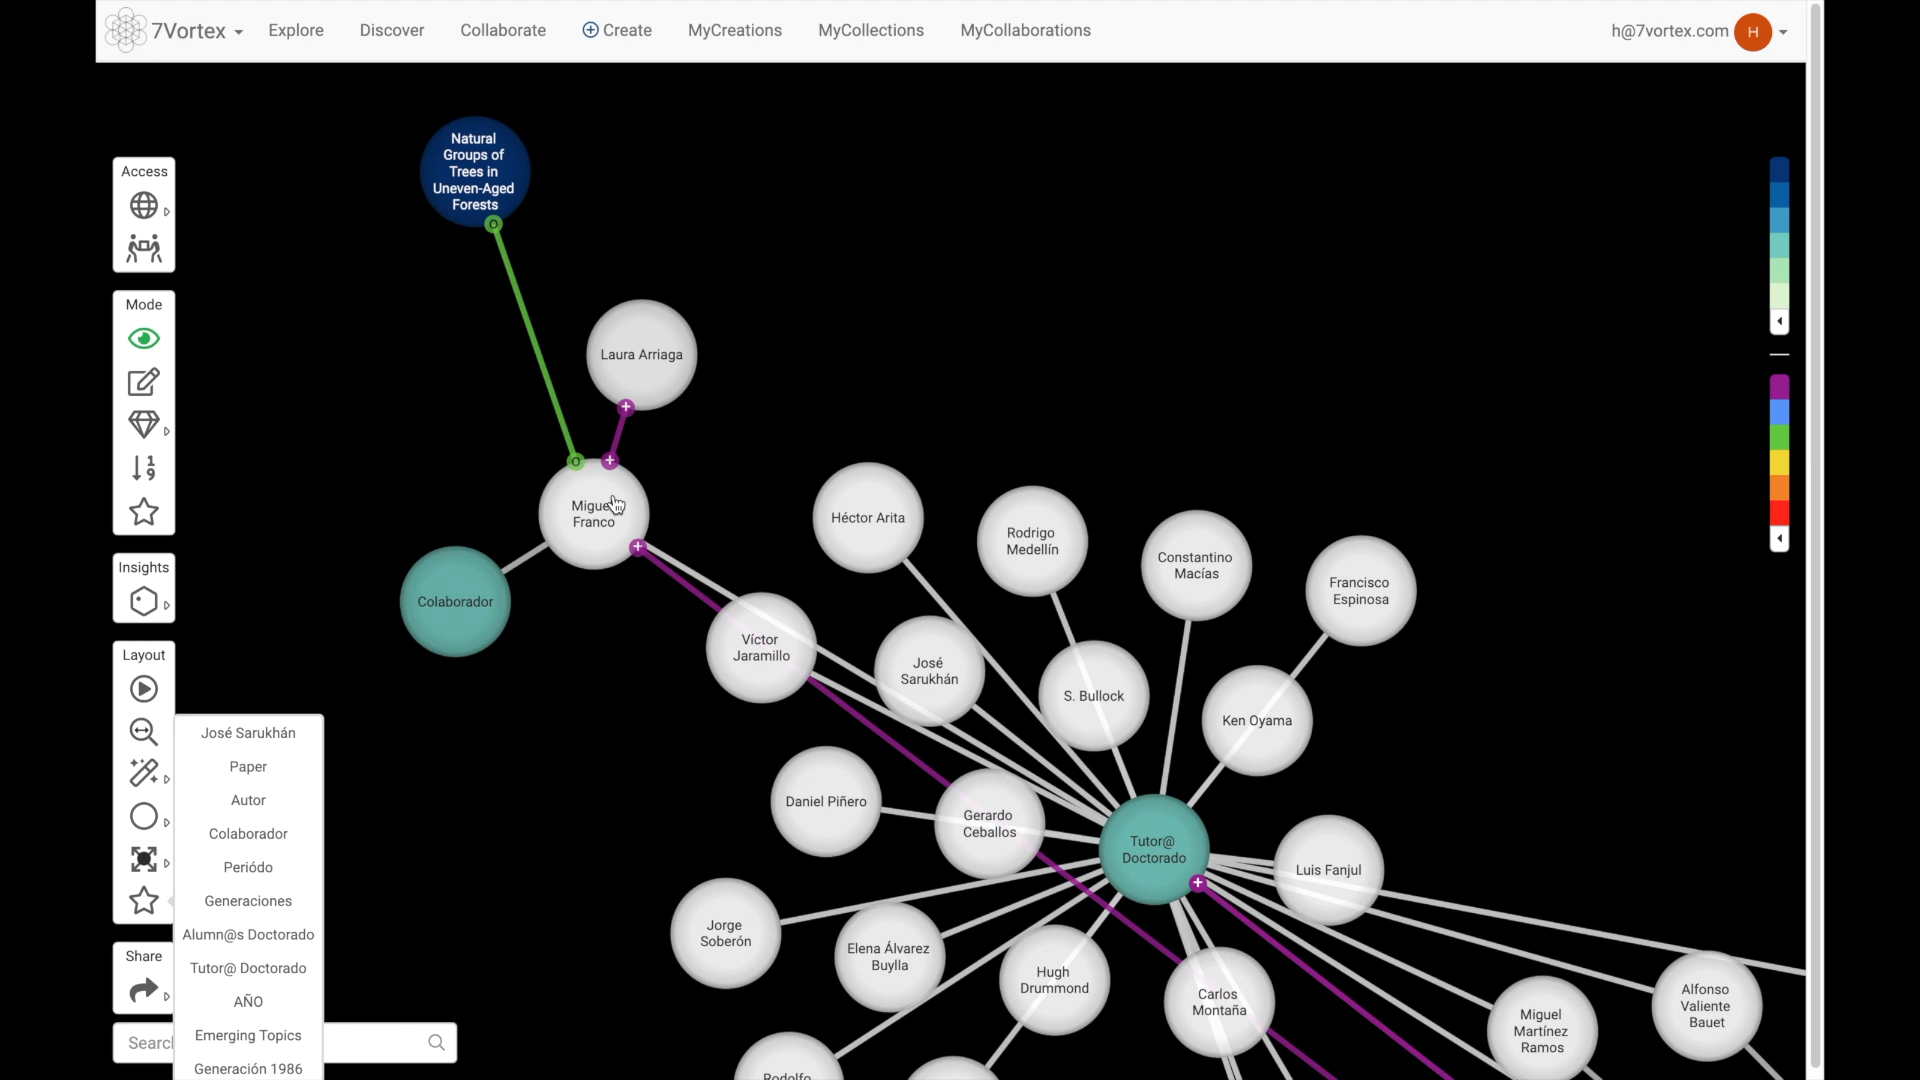 7Vortex
Explore
Discover
Collaborate
Create
MyCreations
MyCollections
MyCollaborations
h@7vortex.com
H
Natural
Groups of
Trees in
Uneven-Aged
Forests
Access
Laura Arriaga
Mode
Miguel
Franco
Héctor Arita
Rodrigo
Medellín
Constantino
Macías
Francisco
Espinosa
Insights
Colaborador
Víctor
Jaramillo
José
Sarukhán
S. Bullock
Ken Oyama
Layout
Daniel Piñero
Gerardo
Ceballos
Tutor@
Doctorado
Luis Fanjul
Jorge
Soberón
Elena Álvarez
Buylla
Hugh
Drummond
Carlos
Montaña
Miguel
Martínez
Ramos
Alfonso
Valiente
Bauet
Rodolfo
José Sarukhán
Paper
Autor
Colaborador
Periódo
Generaciones
Alumn@s Doctorado
Tutor@ Doctorado
AÑO
Emerging Topics
Generación 1986
Share
Search